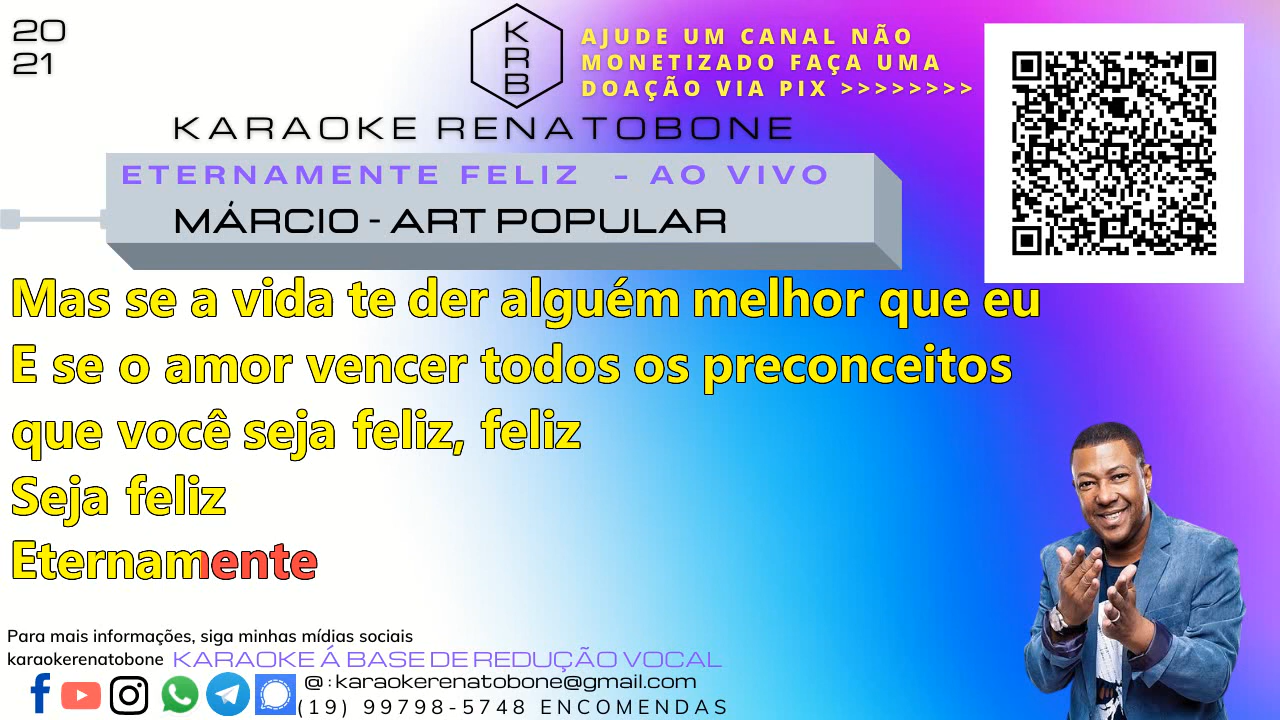 20
21
K
R
B
AJUDE UM CANAL NÃO
MONETIZADO FAÇA UMA
DOAÇÃO VIA PIX >>>>>>>>
KARAOKE RENATOBONE
ETERNAMENTE FELIZ - AO VIVO
MÁRCIO - ART POPULAR
Mas se a vida te der alguém melhor que eu
E se o amor vencer todos os preconceitos
que você seja feliz, feliz
Seja feliz
Eternamente
Para mais informações, siga minhas mídias sociais
karaokerenatobone KARAOKE Á BASE DE REDUÇÃO VOCAL
@:karaokerenatobone@gmail.com
(19) 99798-5748 ENCOMENDAS